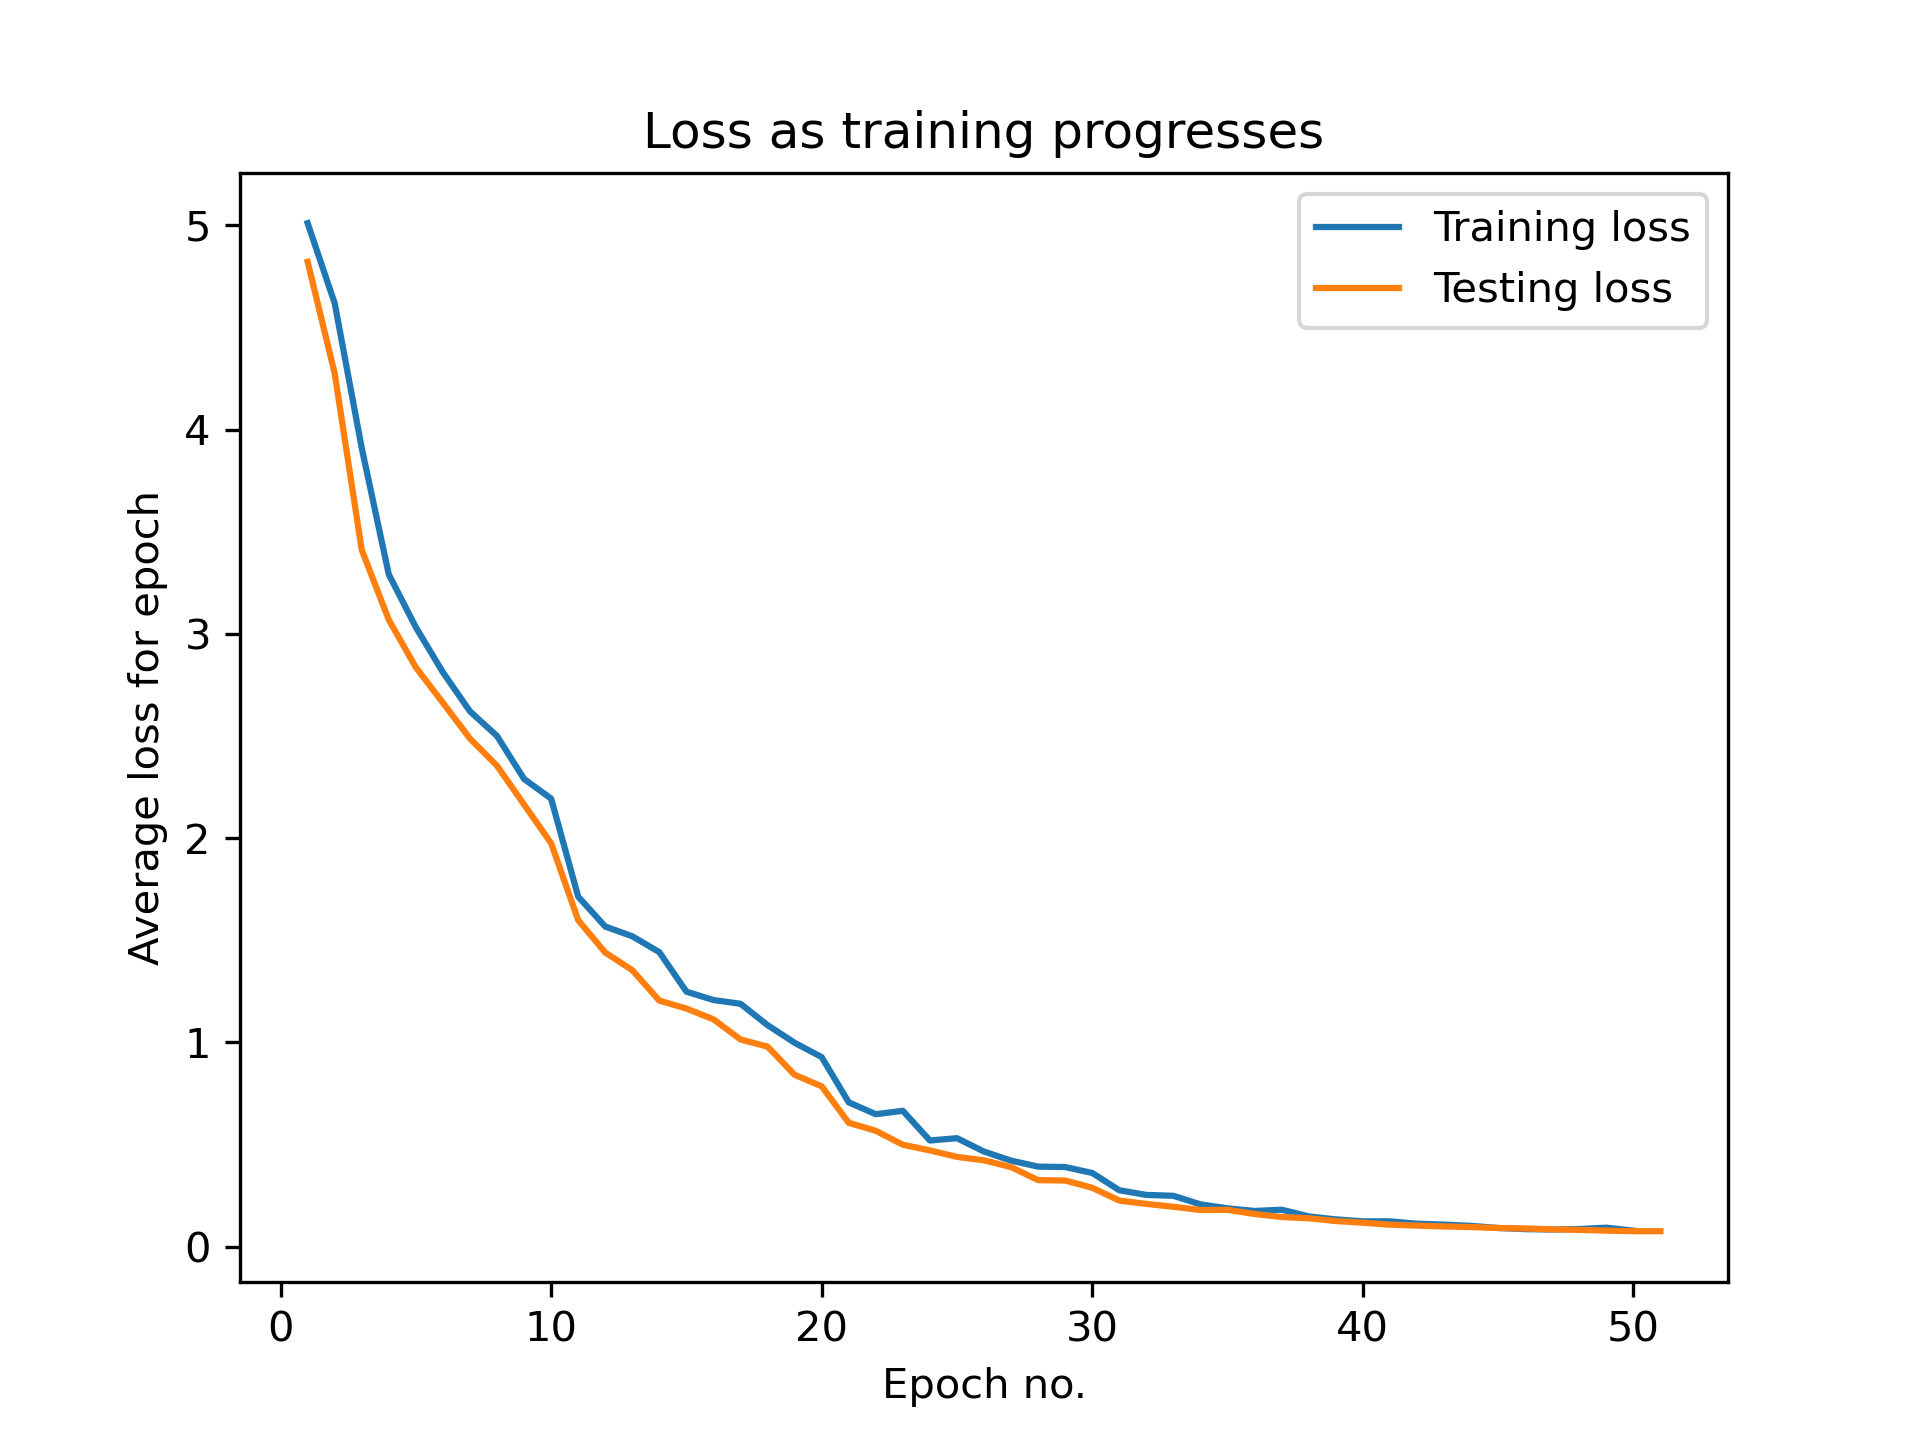 Loss as training progresses
Training loss
Testing loss
Average loss for epoch
5
4
3
2
1
0
0 10 20 30 40 50
Epoch no.